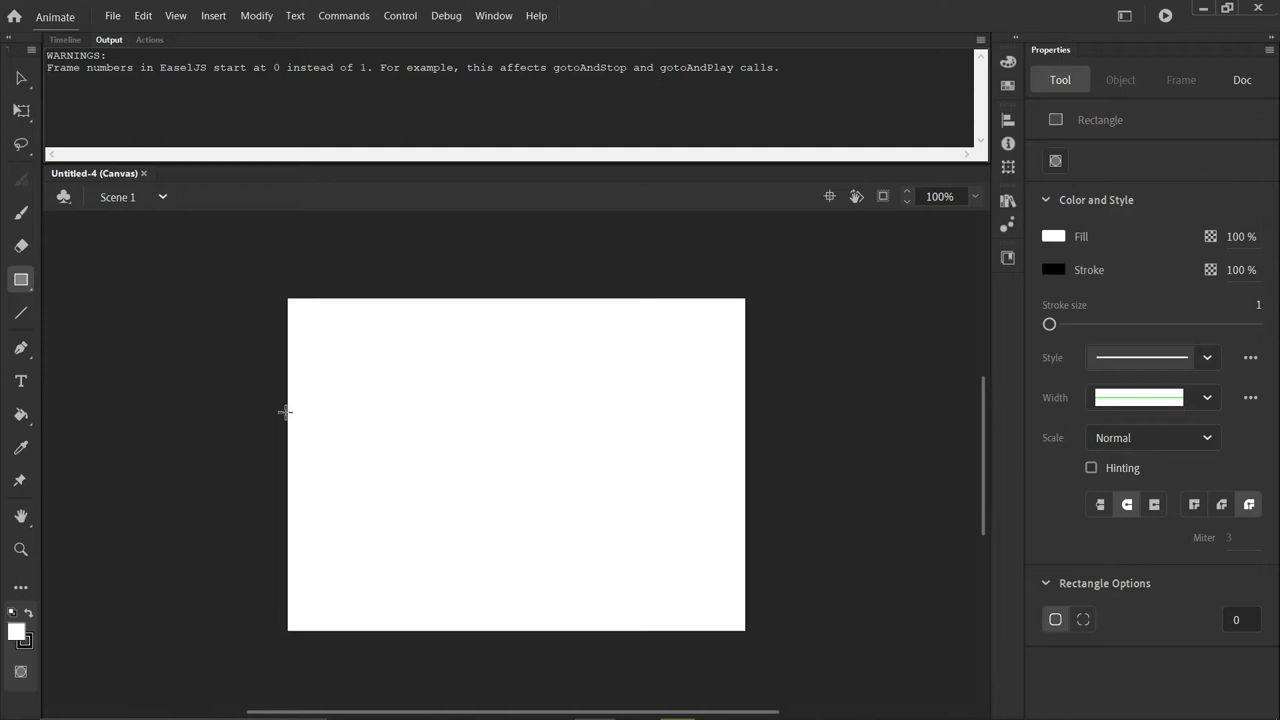 Animate File Edit View Insert Modify Text Commands Control Debug Window Help
Timeline Output Actions
WARNINGS:
Frame numbers in EaselJS start at 0 instead of 1. For example, this affects gotoAndStop and gotoAndPlay calls.
Untitled-4 (Canvas)
Scene 1
100%
Properties
Tool Object Frame Doc
Rectangle
Color and Style
Fill 100 %
Stroke 100 %
Stroke size 1
Style
Width
Scale Normal
Hinting
Miter 3
Rectangle Options
0